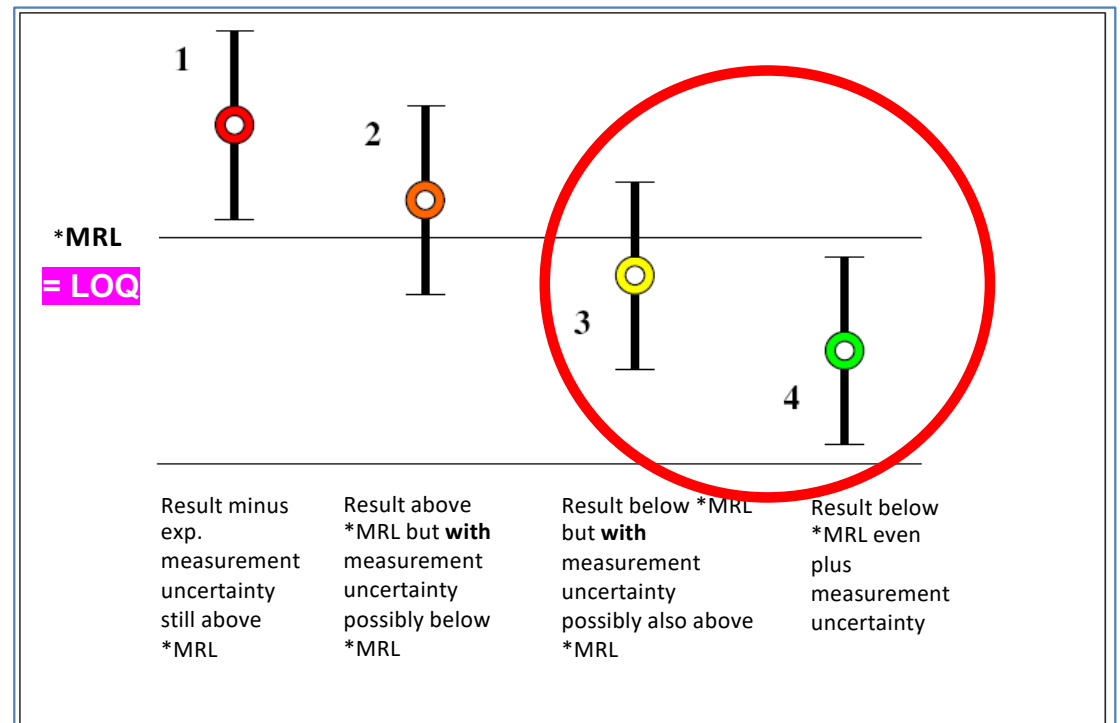 1
2
*MRL
= LOQ
3
4
Result minus
exp.
measurement
uncertainty
still above
*MRL
Result above
*MRL but with
measurement
uncertainty
possibly below
*MRL
Result below *MRL
but with
measurement
uncertainty
possibly also above
*MRL
Result below
*MRL even
plus
measurement
uncertainty